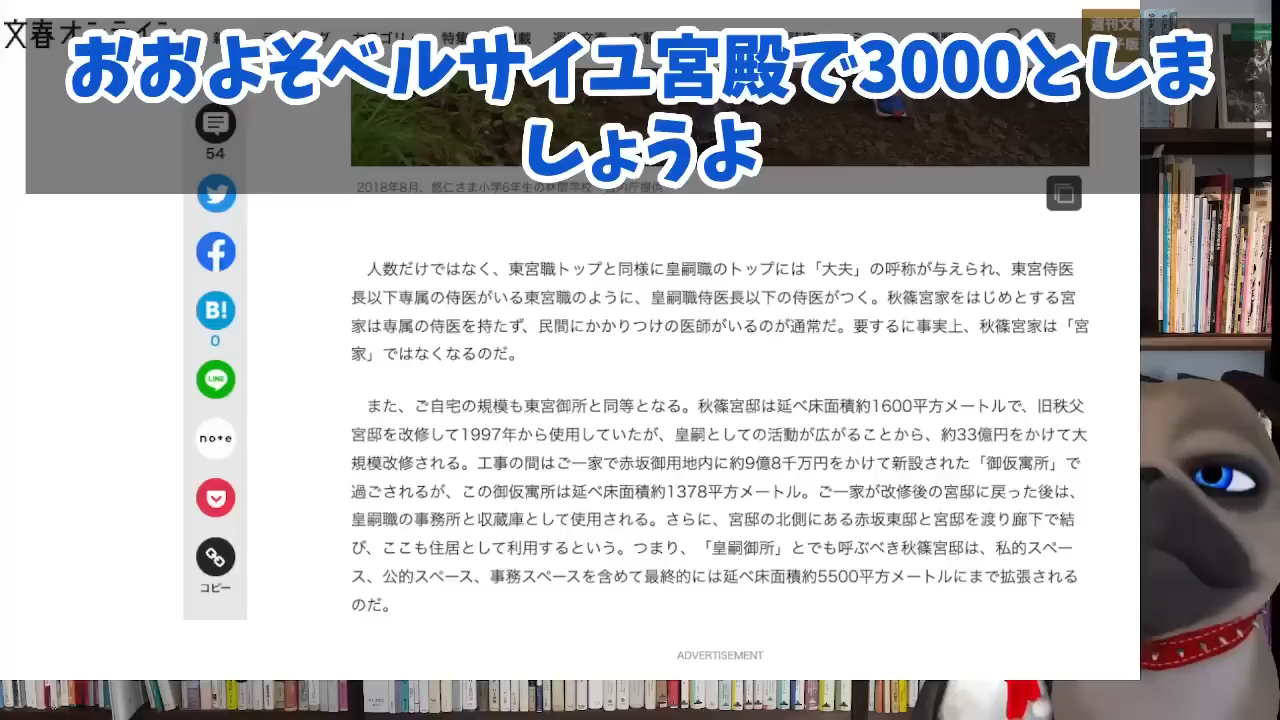 文春オンライン
おおよそベルサイユ宮殿で3000としま
しょうよ
54
2018年8月、悠仁さま小学6年生の林間学校
B!
0
LINE
note
コピー
人数だけではなく、東宮職トップと同様に皇嗣職のトップには「大夫」の呼称が与えられ、東宮侍医
長以下専属の侍医がいる東宮職のように、皇嗣職侍医長以下の侍医がつく。秋篠宮家をはじめとする宮
家は専属の侍医を持たず、民間にかかりつけの医師がいるのが通常だ。要するに事実上、秋篠宮家は「宮
家」ではなくなるのだ。
また、ご自宅の規模も東宮御所と同等となる。秋篠宮邸は延べ床面積約1600平方メートルで、旧秩父
宮邸を改修して1997年から使用していたが、皇嗣としての活動が広がることから、約33億円をかけて大
規模改修される。工事の間はご一家で赤坂御用地内に約9億8千万円をかけて新設された「御仮寓所」で
過ごされるが、この御仮寓所は延べ床面積約1378平方メートル。ご一家が改修後の宮邸に戻った後は、
皇嗣職の事務所と収蔵庫として使用される。さらに、宮邸の北側にある赤坂東邸と宮邸を渡り廊下で結
び、ここも住居として利用するという。つまり、「皇嗣御所」とでも呼ぶべき秋篠宮邸は、私的スペー
ス、公的スペース、事務スペースを含めて最終的には延べ床面積約5500平方メートルにまで拡張される
のだ。
ADVERTISEMENT